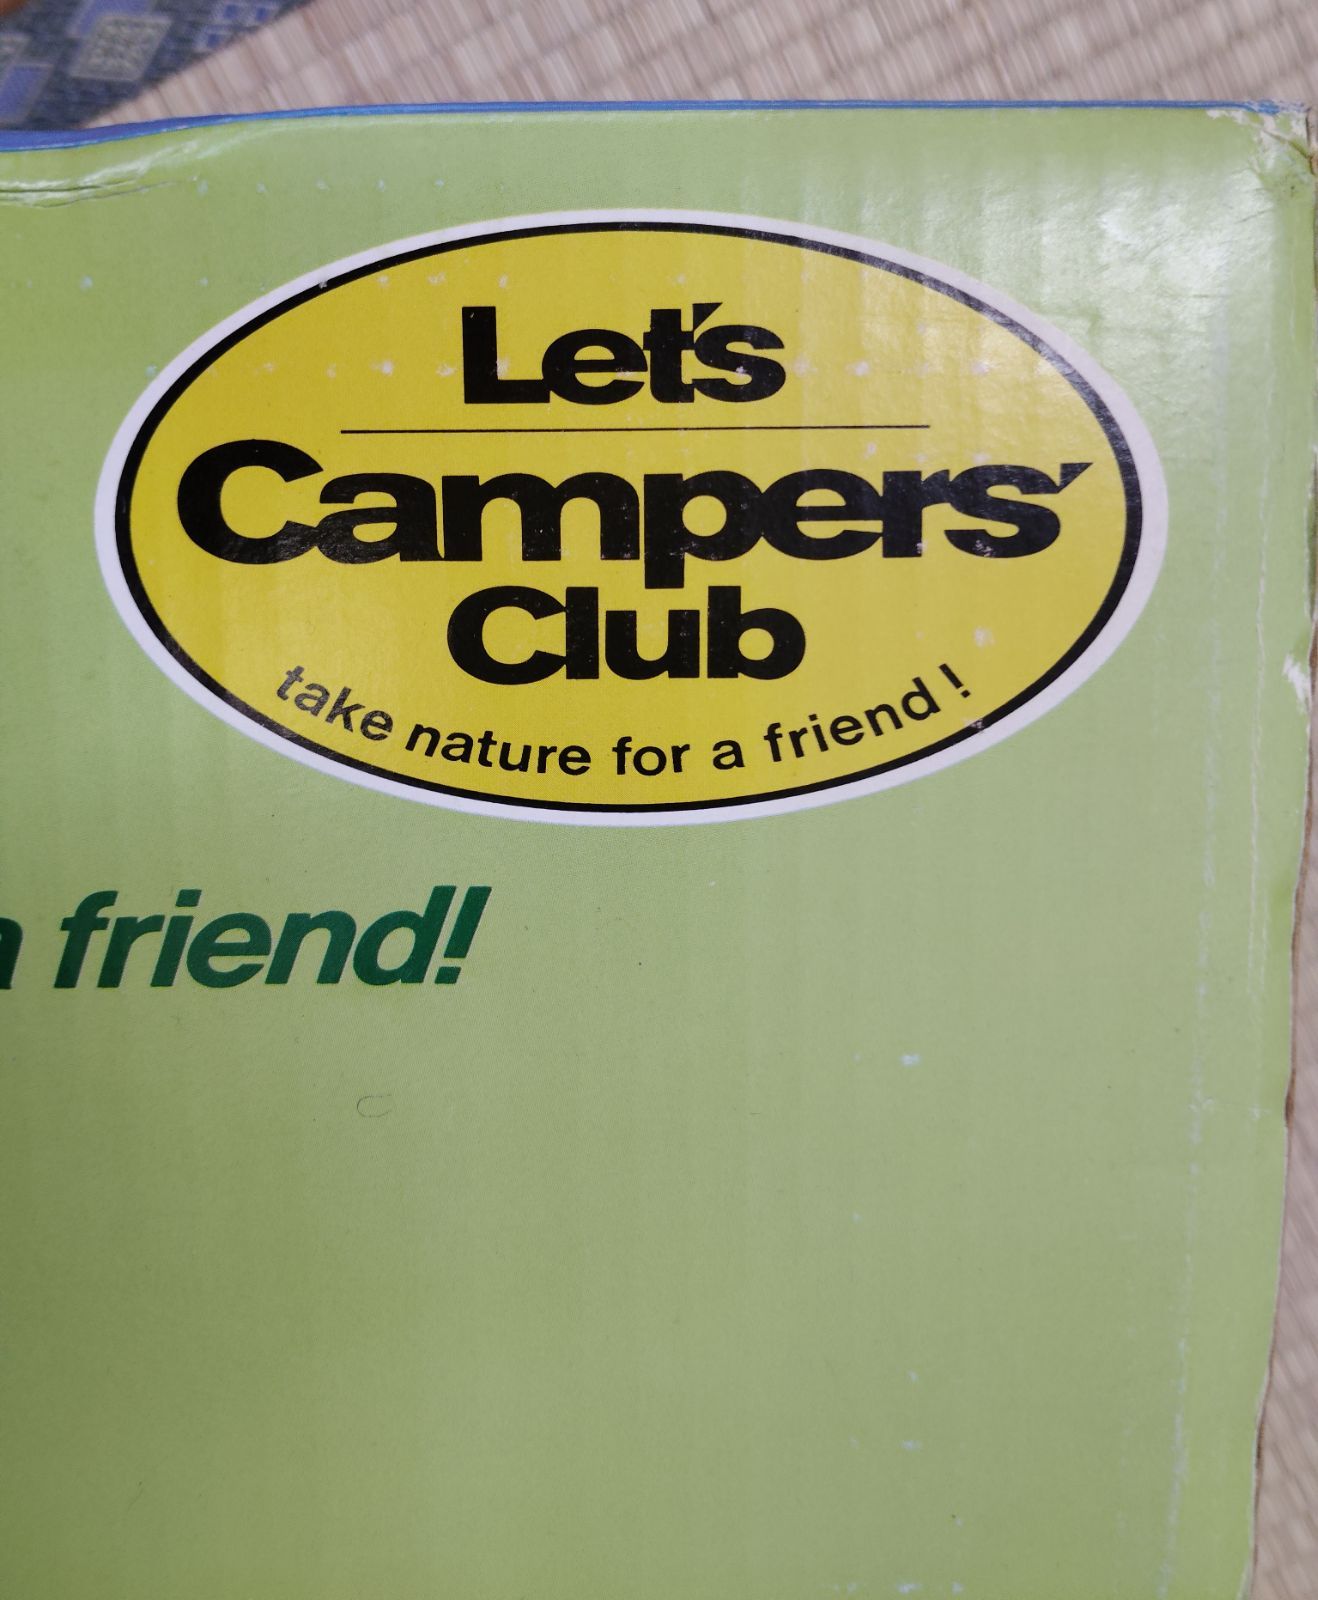 Let's
Campers'
Club
take nature for a friend !
a friend!